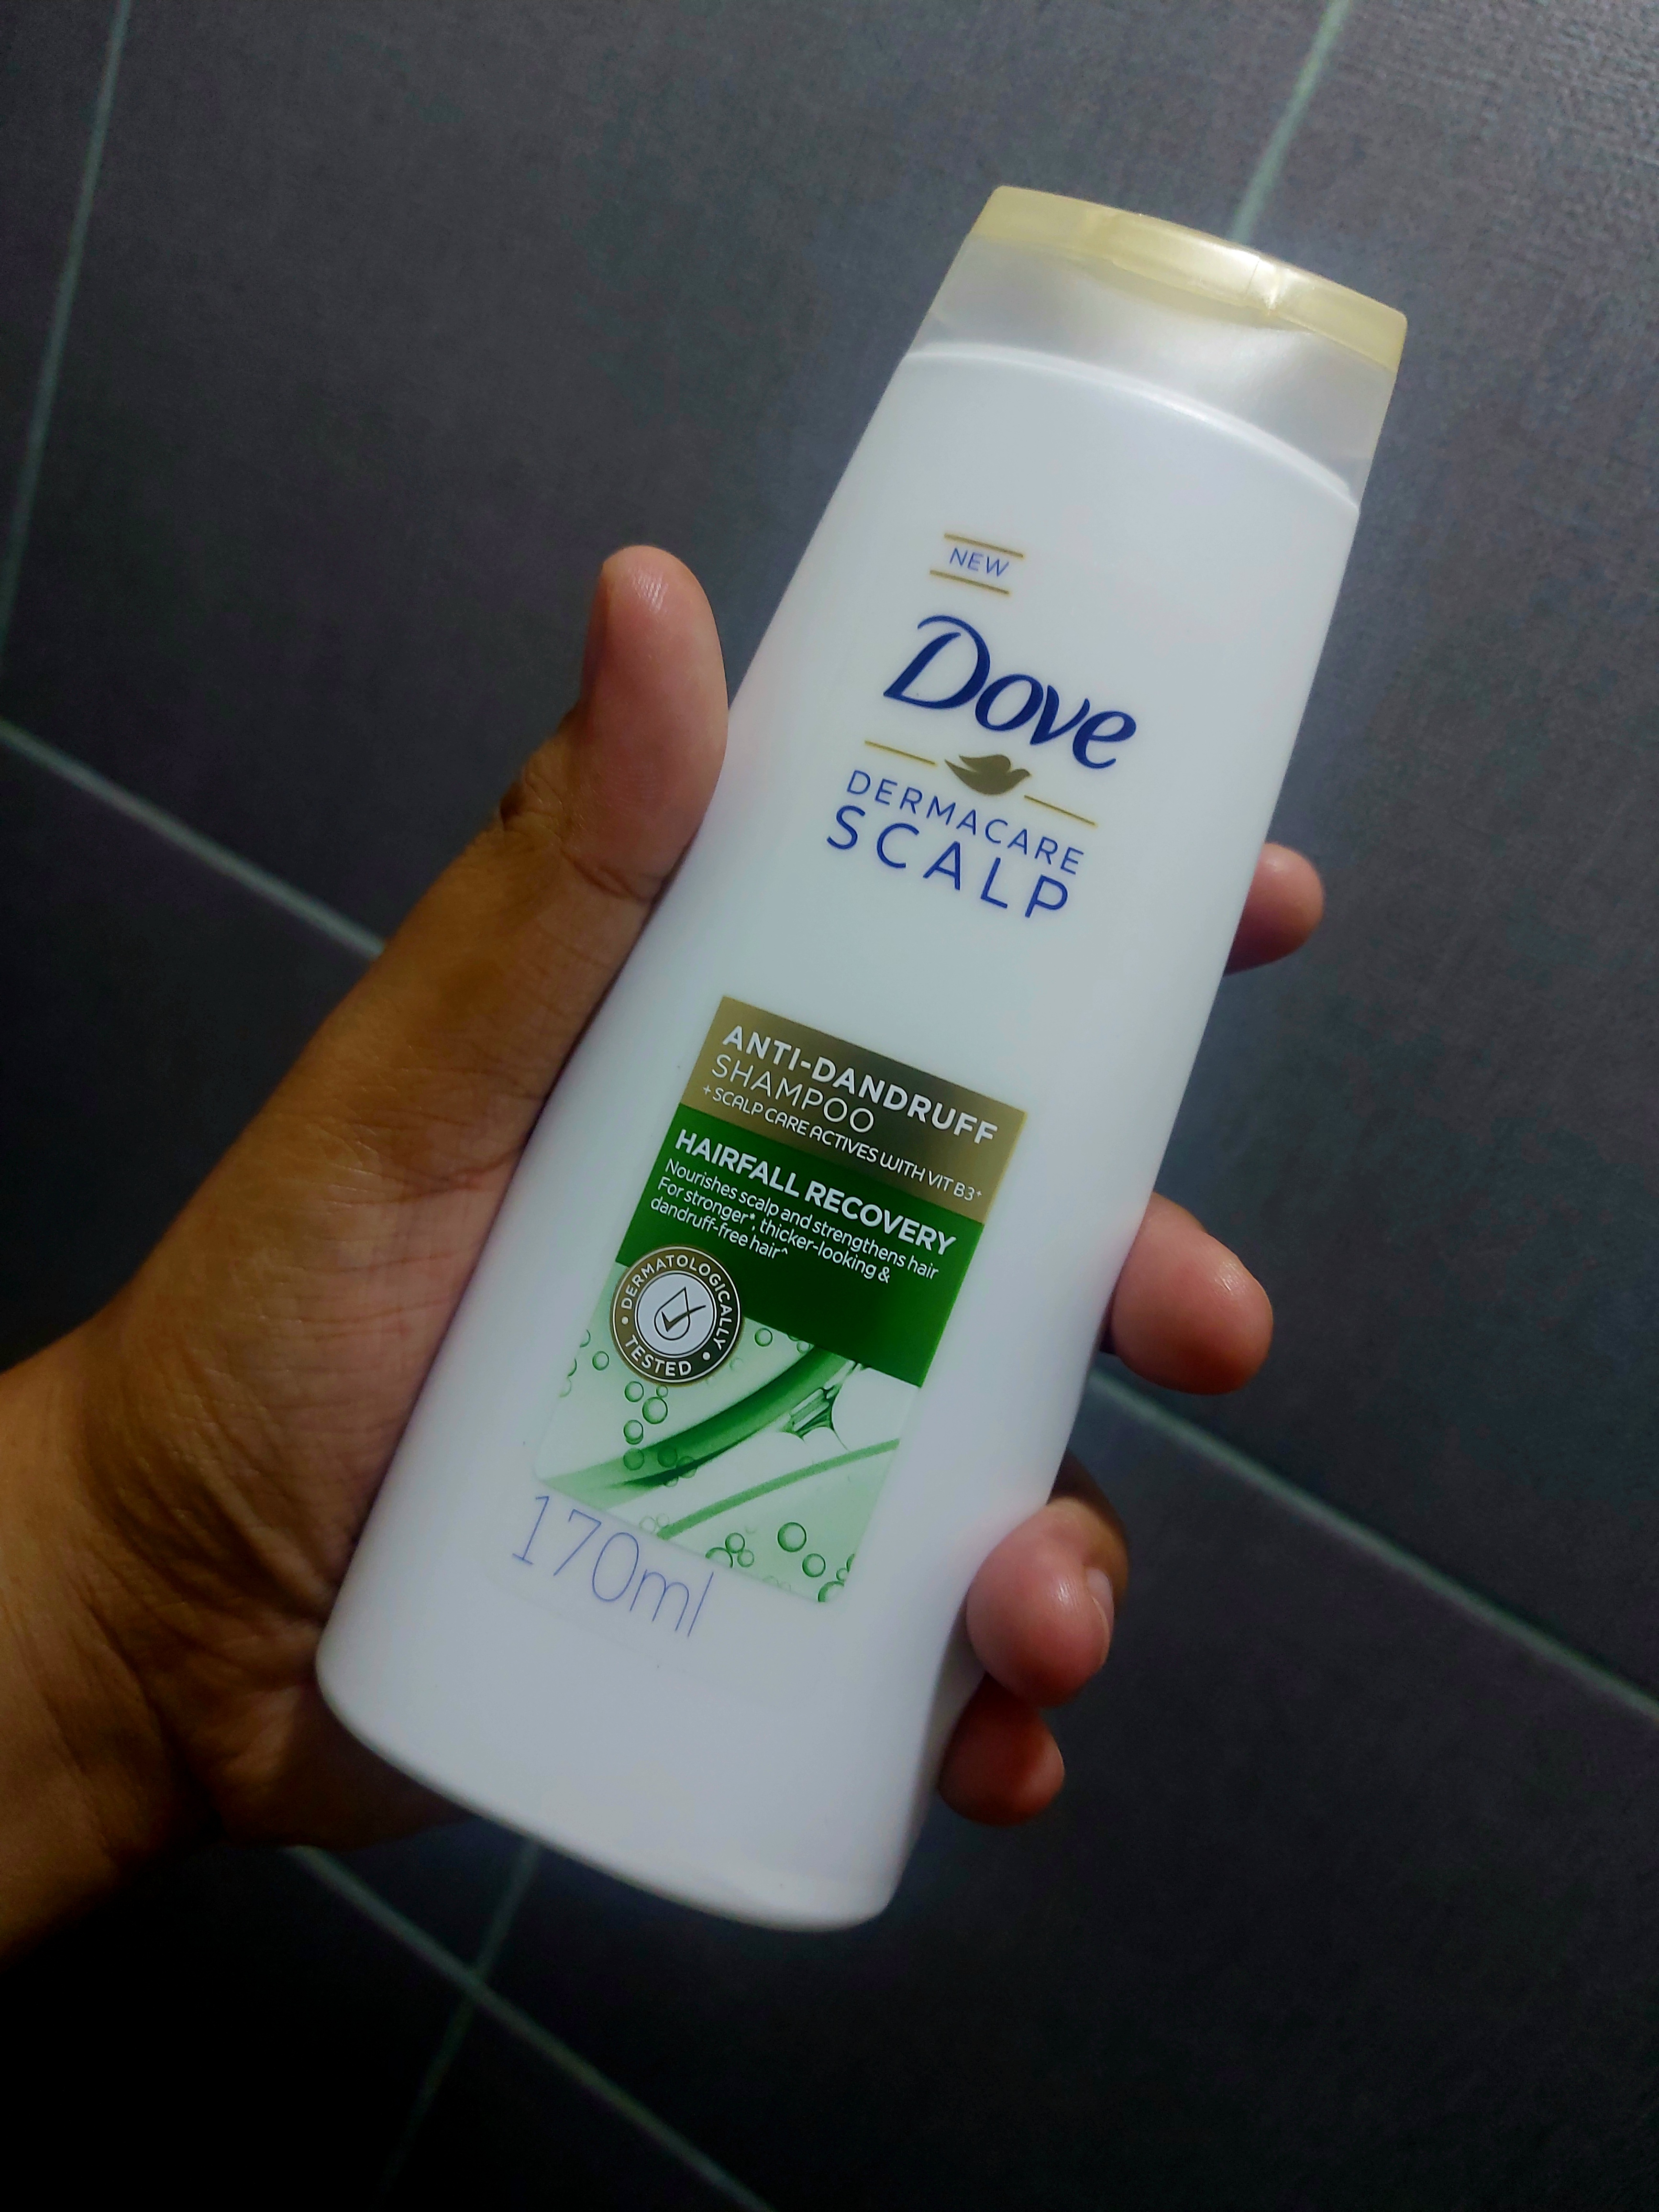 NEW
Dove
DERMACARE
SCALP
ANTI-DANDRUFF
SHAMPOO
+ SCALP CARE ACTIVES WITH VIT B3⁺
HAIRFALL RECOVERY
Nourishes scalp and strengthens hair
For stronger*, thicker-looking &
dandruff-free hair^
DERMATOLOGICALLY
TESTED
170ml